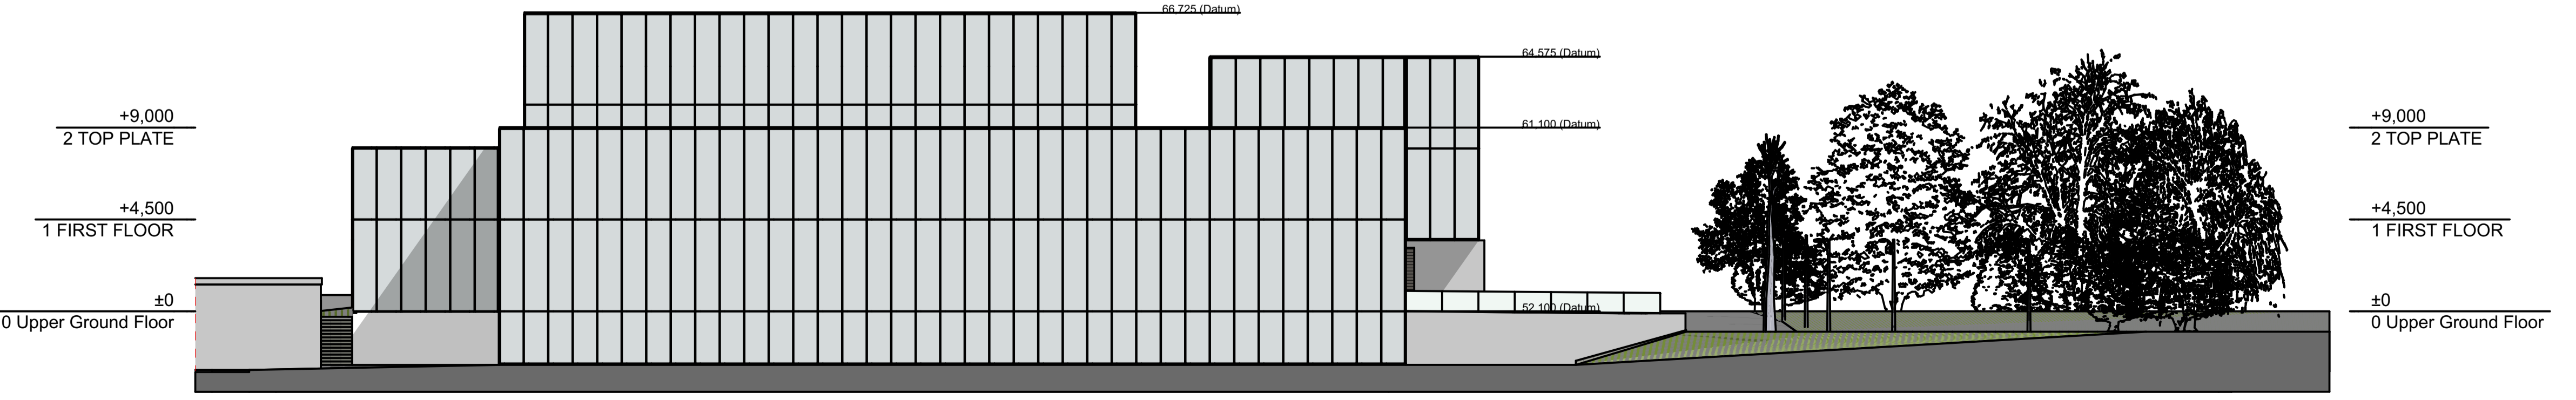 66,725 (Datum)
64,575 (Datum)
61,100 (Datum)
52,100 (Datum)
+9,000
2 TOP PLATE
+4,500
1 FIRST FLOOR
±0
0 Upper Ground Floor
+9,000
2 TOP PLATE
+4,500
1 FIRST FLOOR
±0
0 Upper Ground Floor